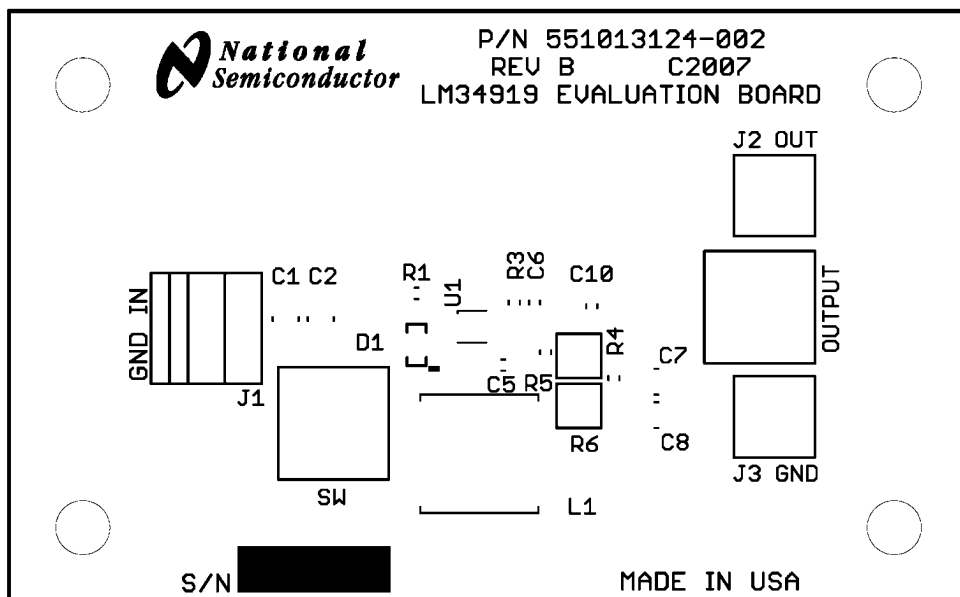 National
Semiconductor
P/N 551013124-002
REV B C2007
LM34919 EVALUATION BOARD
J2 OUT
R1
U1
R3
C6
C10
C1 C2
GND IN
D1
R4
C7
OUTPUT
J1
C5
R5
R6
C8
J3 GND
SW
L1
S/N
MADE IN USA